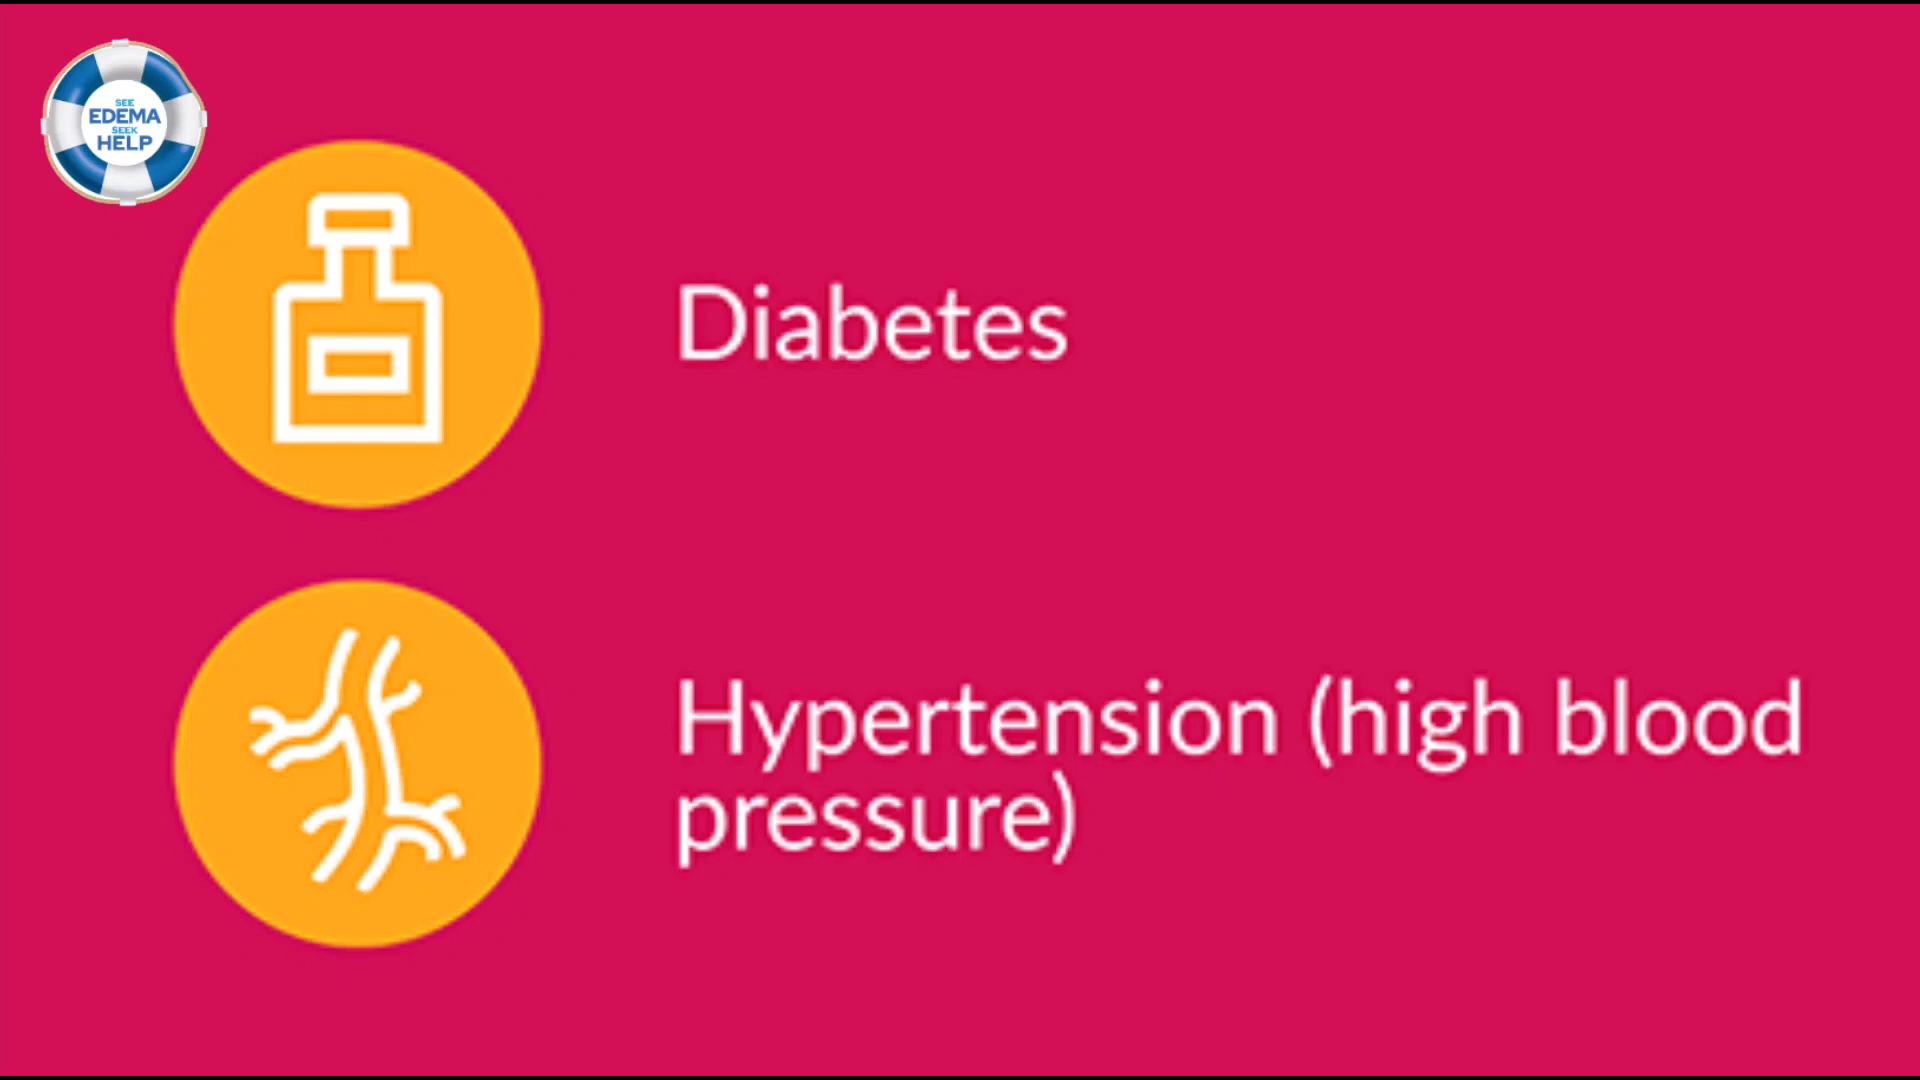 SEE
EDEMA
SEEK
HELP
Diabetes
Hypertension (high blood
pressure)